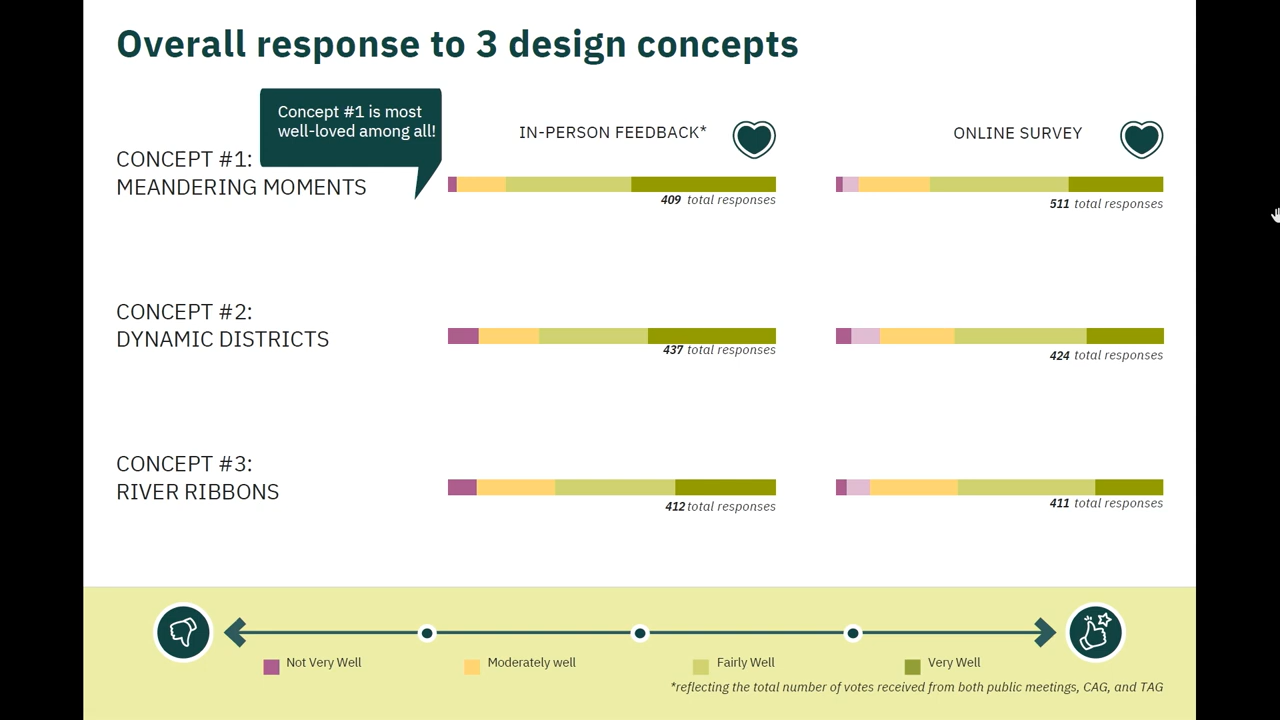 Overall response to 3 design concepts
Concept #1 is most
well-loved among all!
IN-PERSON FEEDBACK*
ONLINE SURVEY
CONCEPT #1:
MEANDERING MOMENTS
409 total responses
511 total responses
CONCEPT #2:
DYNAMIC DISTRICTS
437 total responses
424 total responses
CONCEPT #3:
RIVER RIBBONS
412 total responses
411 total responses
Not Very Well
Moderately well
Fairly Well
Very Well
*reflecting the total number of votes received from both public meetings, CAG, and TAG